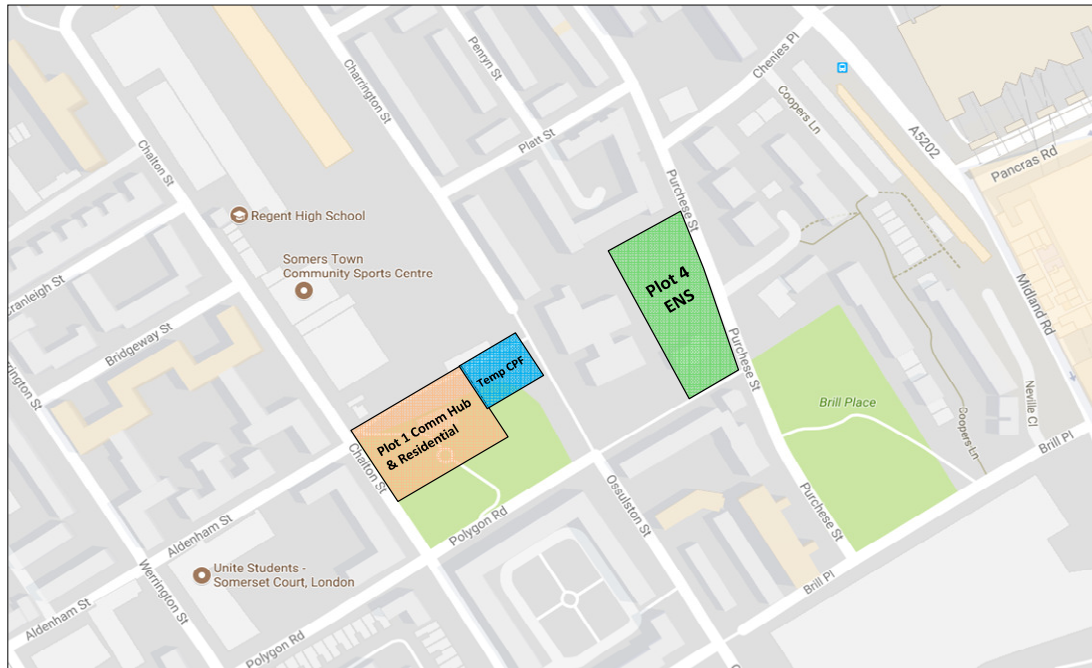 Penryn St
Charrington St
Chenies Pl
Coopers Ln
A5202
Platt St
Pancras Rd
Chalton St
Purchese St
Regent High School
Somers Town
Community Sports Centre
Plot 4
ENS
Cranleigh St
Midland Rd
Bridgeway St
Purchese St
Temp CPF
Neville Cl
Brill Place
Plot 1 Comm Hub
& Residential
Coopers Ln
Brill Pl
Chalton St
Ossulston St
Purchese St
Polygon Rd
Aldenham St
Werrington St
Unite Students -
Somerset Court, London
Brill Pl
Aldenham St
Polygon Rd